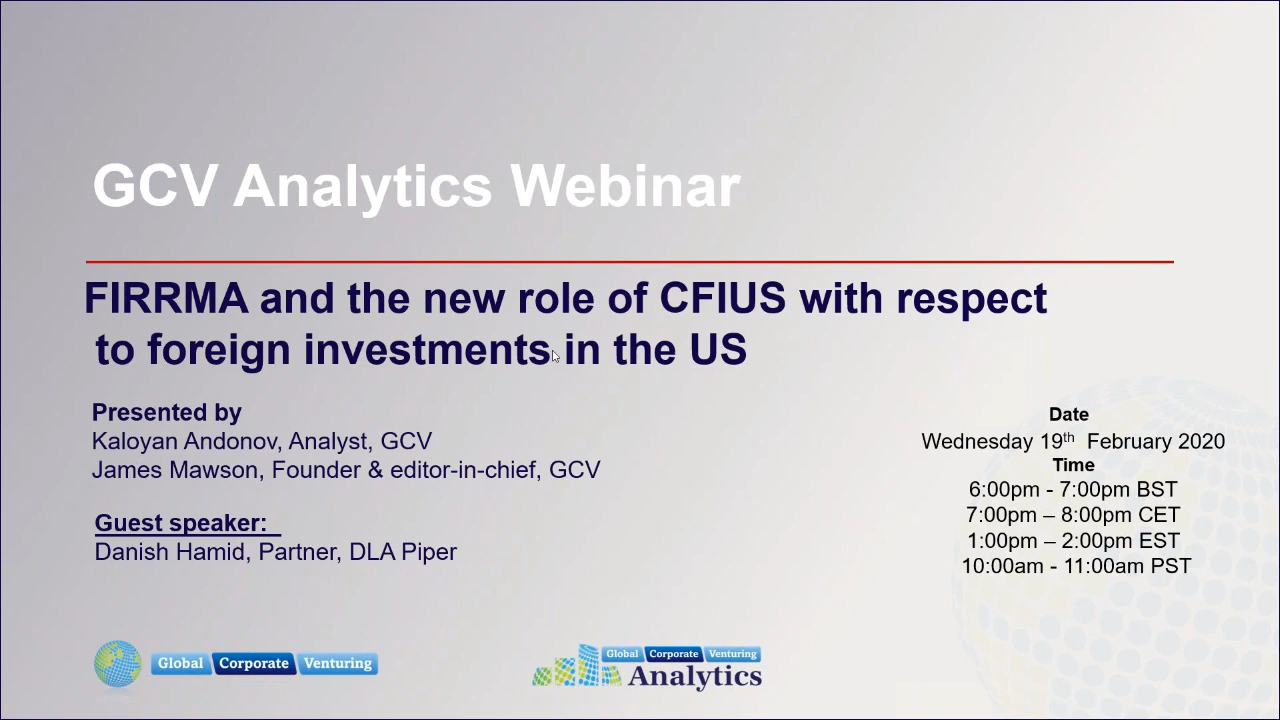 GCV Analytics Webinar
FIRRMA and the new role of CFIUS with respect
to foreign investments in the US
Presented by
Kaloyan Andonov, Analyst, GCV
James Mawson, Founder & editor-in-chief, GCV
Guest speaker:
Danish Hamid, Partner, DLA Piper
Date
Wednesday 19th February 2020
Time
6:00pm - 7:00pm BST
7:00pm – 8:00pm CET
1:00pm – 2:00pm EST
10:00am - 11:00am PST
Global Corporate Venturing
Global Corporate Venturing
Analytics